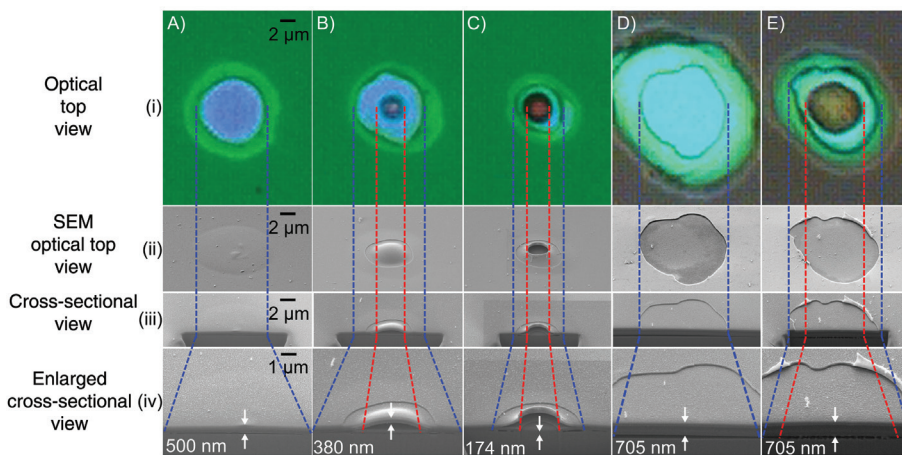 A) B) C) D) E)
2 µm
Optical
top
view
(i)
SEM
optical top
view
(ii)
2 µm
Cross-sectional
view
(iii)
2 µm
Enlarged
cross-sectional
view
(iv)
1 µm
500 nm 380 nm 174 nm 705 nm 705 nm